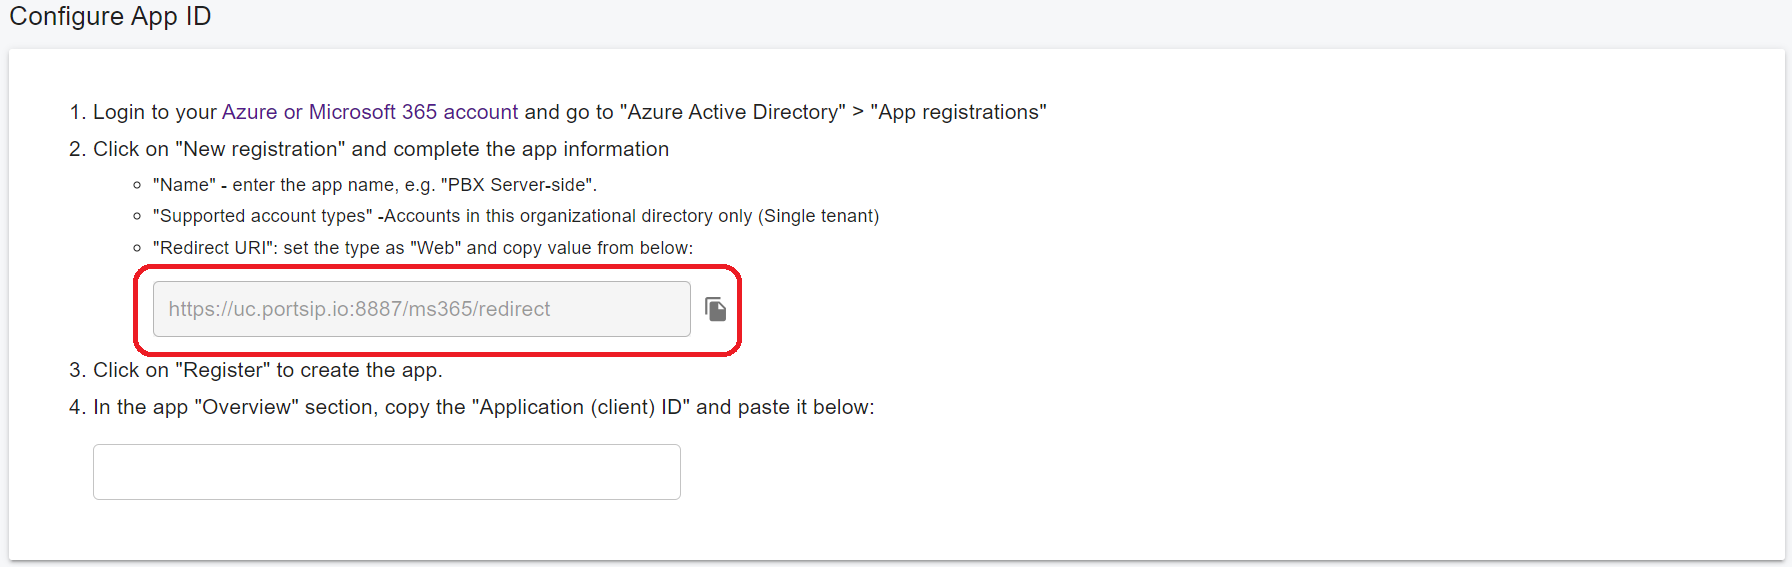 Configure App ID
1. Login to your Azure or Microsoft 365 account and go to "Azure Active Directory" > "App registrations"
2. Click on "New registration" and complete the app information
"Name" - enter the app name, e.g. "PBX Server-side".
"Supported account types" -Accounts in this organizational directory only (Single tenant)
"Redirect URI": set the type as "Web" and copy value from below:
https://uc.portsip.io:8887/ms365/redirect
3. Click on "Register" to create the app.
4. In the app "Overview" section, copy the "Application (client) ID" and paste it below: